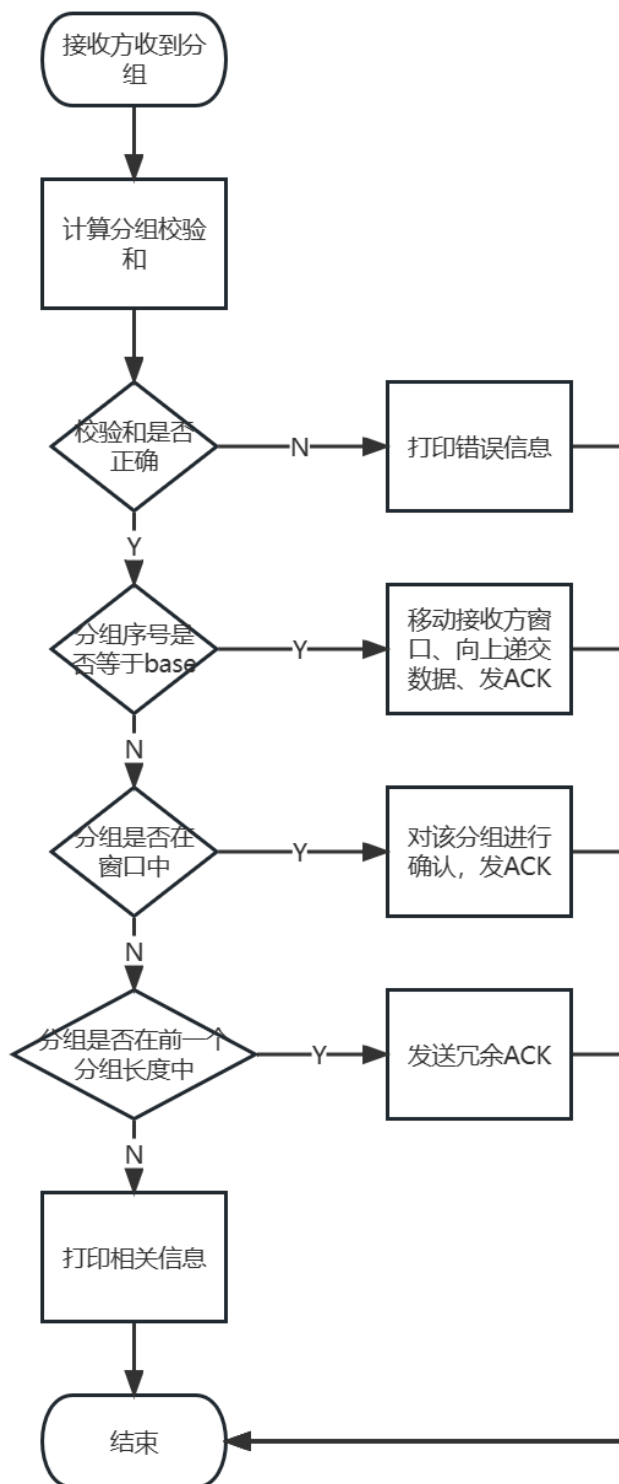 接收方收到分
组
计算分组校验
和
校验和是否
正确
N
打印错误信息
Y
分组序号是
否等于base
Y
移动接收方窗
口、向上递交
数据、发ACK
N
分组是否在
窗口中
Y
对该分组进行
确认，发ACK
N
分组是否在前一个
分组长度中
Y
发送冗余ACK
N
打印相关信息
结束